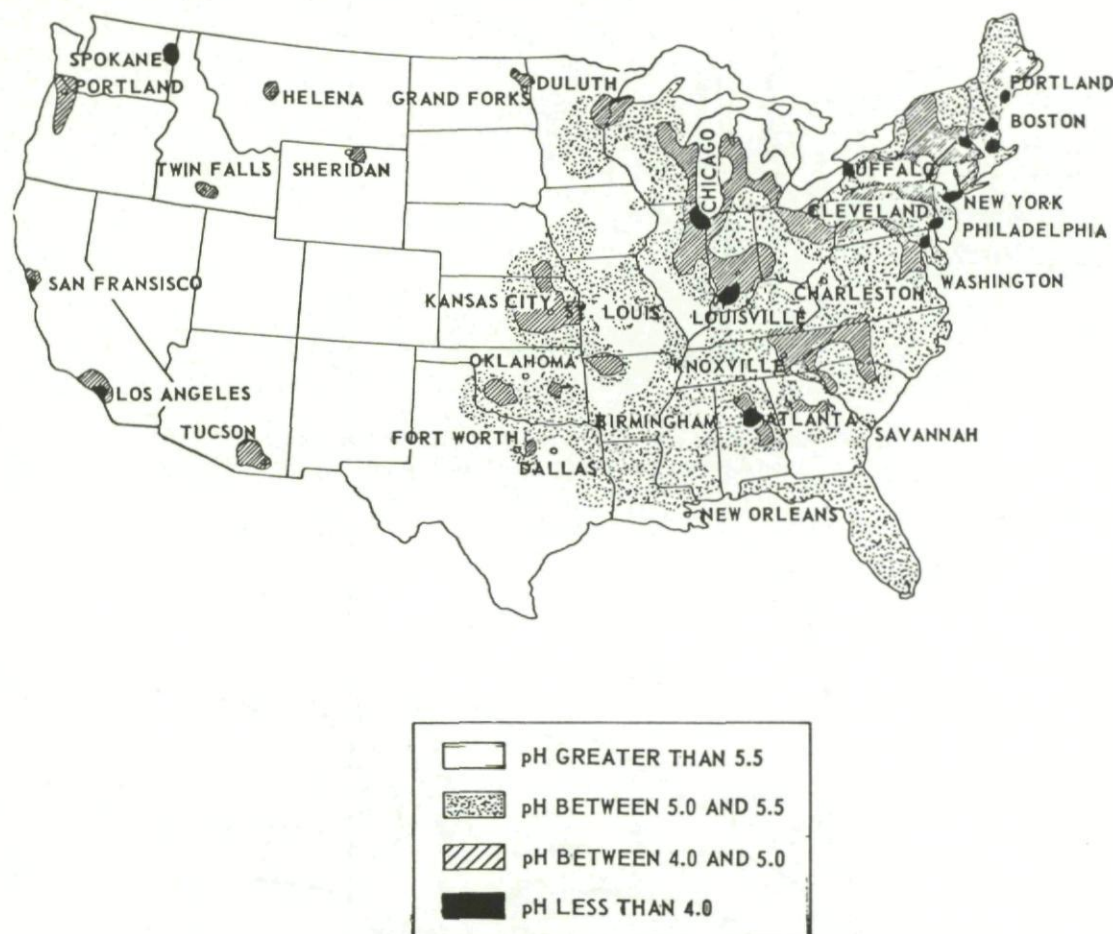 SPOKANE
PORTLAND
HELENA
GRAND FORKS
DULUTH
PORTLAND
BOSTON
TWIN FALLS
SHERIDAN
CHICAGO
BUFFALO
NEW YORK
CLEVELAND
PHILADELPHIA
SAN FRANSISCO
KANSAS CITY
ST. LOUIS
LOUISVILLE
CHARLESTON
WASHINGTON
LOS ANGELES
OKLAHOMA
KNOXVILLE
TUCSON
FORT WORTH
DALLAS
BIRMINGHAM
ATLANTA
SAVANNAH
NEW ORLEANS
pH GREATER THAN 5.5
pH BETWEEN 5.0 AND 5.5
pH BETWEEN 4.0 AND 5.0
pH LESS THAN 4.0